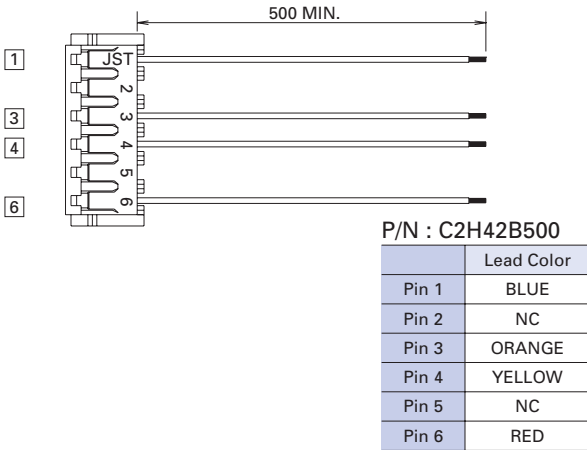 500 MIN.
1
JST
2
3
3
4
4
5
6
6
P/N : C2H42B500
Lead Color
Pin 1 BLUE
Pin 2 NC
Pin 3 ORANGE
Pin 4 YELLOW
Pin 5 NC
Pin 6 RED